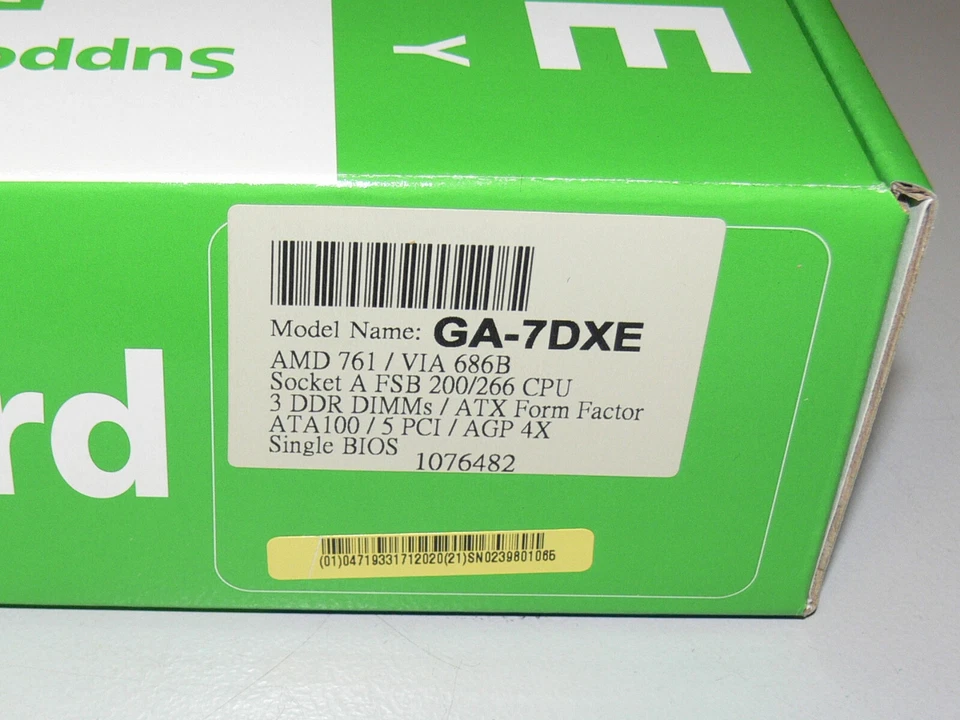 Y
E
Model Name: GA-7DXE
AMD 761 / VIA 686B
Socket A FSB 200/266 CPU
3 DDR DIMMs / ATX Form Factor
ATA100 / 5 PCI / AGP 4X
Single BIOS
1076482
rd
(01)04719331712020(21)SN0239801065